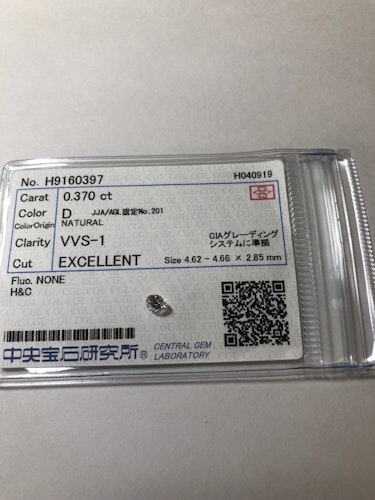 No. H9160397 H040919
Carat 0.370 ct
Color D JJA/AGL認定No.201
ColorOrigin NATURAL
Clarity VVS-1 GIAグレーディング
システムに準拠
Cut EXCELLENT Size 4.62 - 4.66 × 2.85 mm
Fluo. NONE
H&C
中央宝石研究所® CENTRAL GEM
LABORATORY